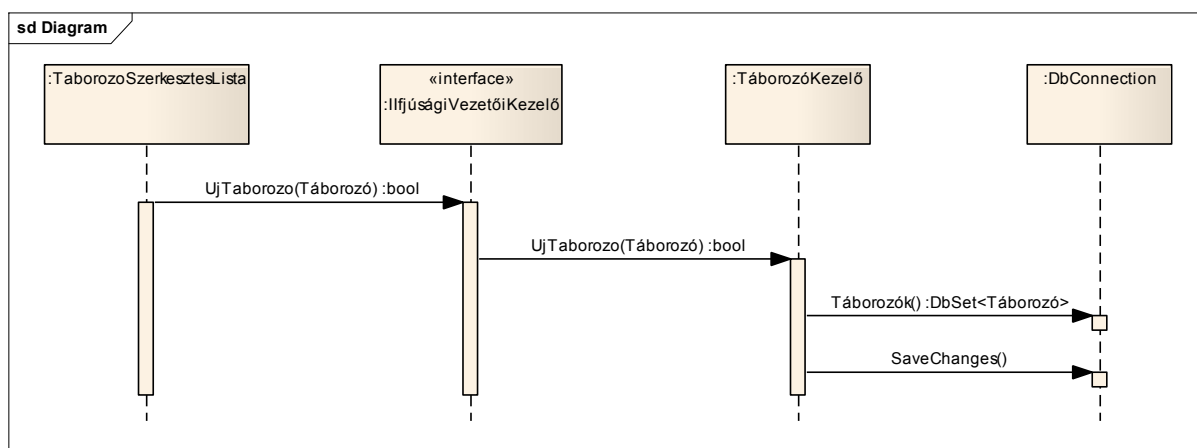 sd Diagram
:TaborozoSzerkesztesLista
«interface»
:IIfjúságiVezetőiKezelő
:TáborozóKezelő
:DbConnection
UjTaborozo(Táborozó) :bool
UjTaborozo(Táborozó) :bool
Táborozók() :DbSet<Táborozó>
SaveChanges()